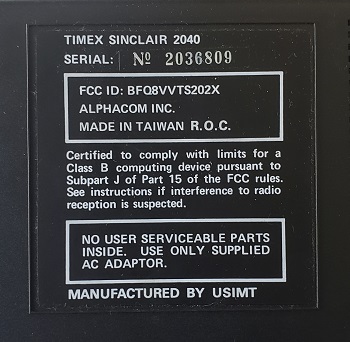 TIMEX SINCLAIR 2040
SERIAL: Nº 2036809
FCC ID: BFQ8VVTS202X
ALPHACOM INC.
MADE IN TAIWAN R.O.C.
Certified to comply with limits for a
Class B computing device pursuant to
Subpart J of Part 15 of the FCC rules.
See instructions if interference to radio
reception is suspected.
NO USER SERVICEABLE PARTS
INSIDE. USE ONLY SUPPLIED
AC ADAPTOR.
MANUFACTURED BY USIMT